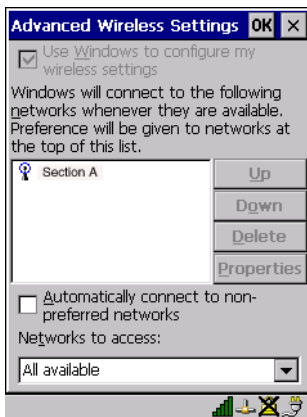 Advanced Wireless Settings OK ×
Use Windows to configure my
wireless settings
Windows will connect to the following
networks whenever they are available.
Preference will be given to networks at
the top of this list.
Section A
Up
Down
Delete
Properties
Automatically connect to non-
preferred networks
Networks to access:
All available